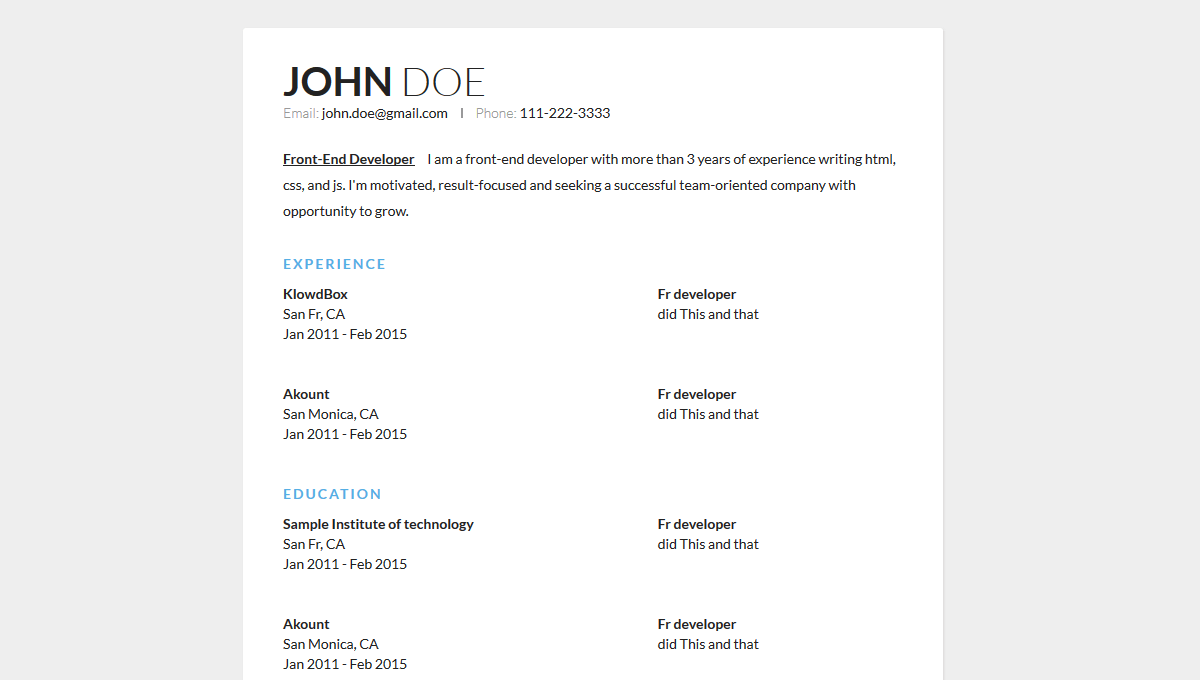 JOHN DOE
Email: john.doe@gmail.com | Phone: 111-222-3333
Front-End Developer I am a front-end developer with more than 3 years of experience writing html,
css, and js. I'm motivated, result-focused and seeking a successful team-oriented company with
opportunity to grow.
EXPERIENCE
KlowdBox
San Fr, CA
Jan 2011 - Feb 2015
Fr developer
did This and that
Akount
San Monica, CA
Jan 2011 - Feb 2015
Fr developer
did This and that
EDUCATION
Sample Institute of technology
San Fr, CA
Jan 2011 - Feb 2015
Fr developer
did This and that
Akount
San Monica, CA
Jan 2011 - Feb 2015
Fr developer
did This and that